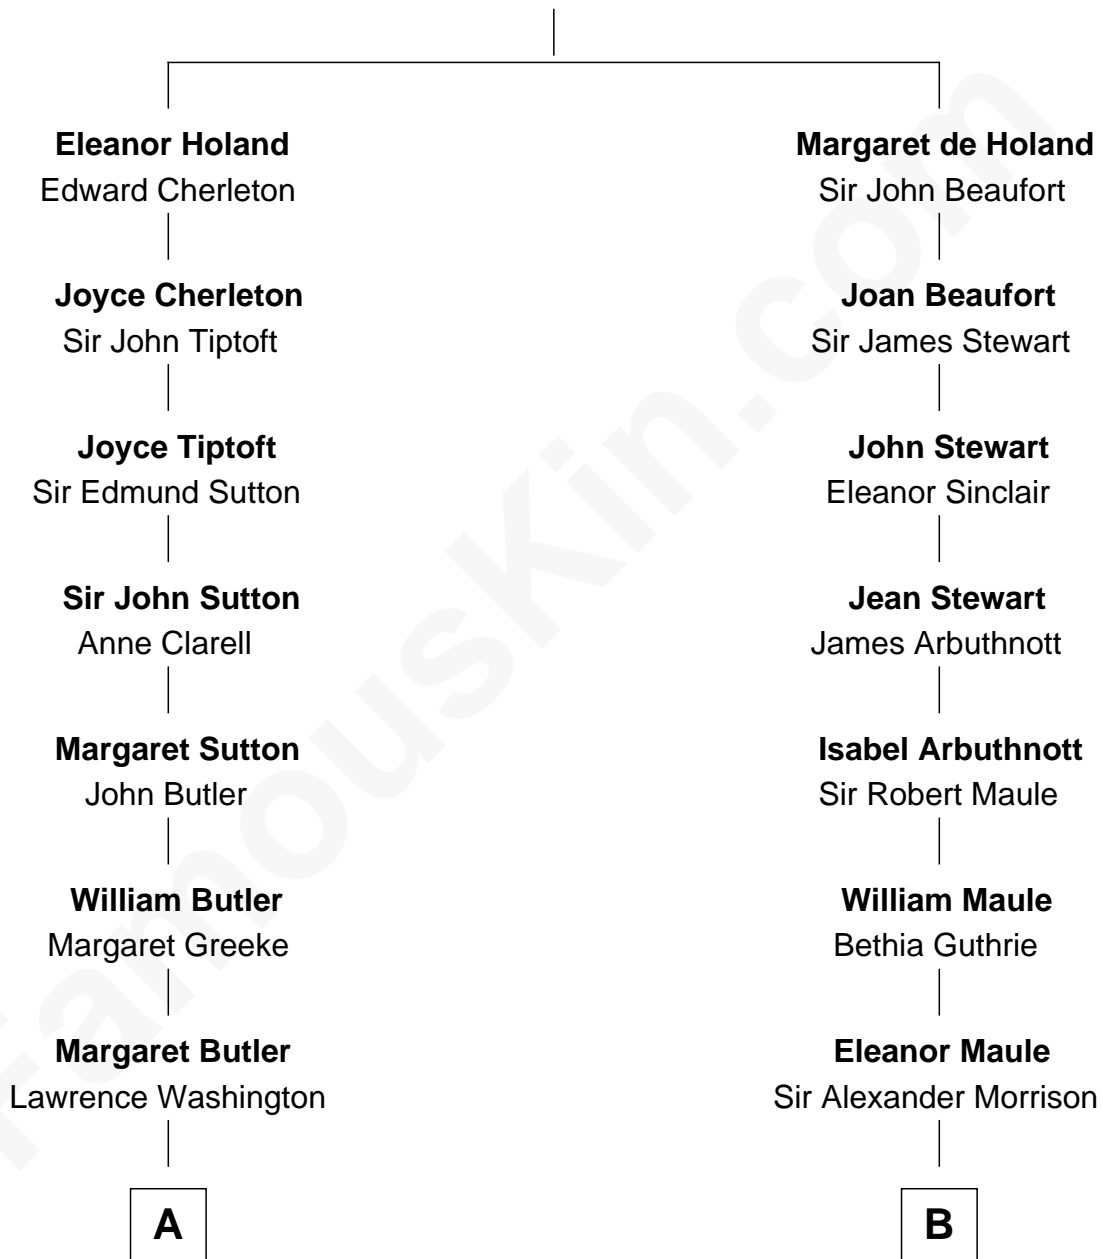 Eleanor Holand
Edward Cherleton
Joyce Cherleton
Sir John Tiptoft
Joyce Tiptoft
Sir Edmund Sutton
Sir John Sutton
Anne Clarell
Margaret Sutton
John Butler
William Butler
Margaret Greeke
Margaret Butler
Lawrence Washington
A
Margaret de Holand
Sir John Beaufort
Joan Beaufort
Sir James Stewart
John Stewart
Eleanor Sinclair
Jean Stewart
James Arbuthnott
Isabel Arbuthnott
Sir Robert Maule
William Maule
Bethia Guthrie
Eleanor Maule
Sir Alexander Morrison
B
FamousKin.com